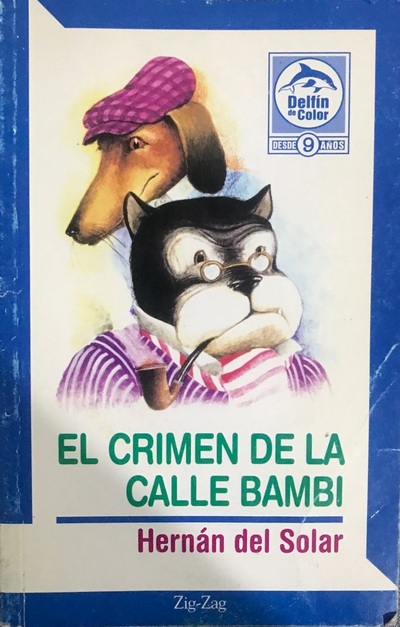 Delfín
de Color
DESDE 9 AÑOS
EL CRIMEN DE LA
CALLE BAMBI
Hernán del Solar
Zig-Zag